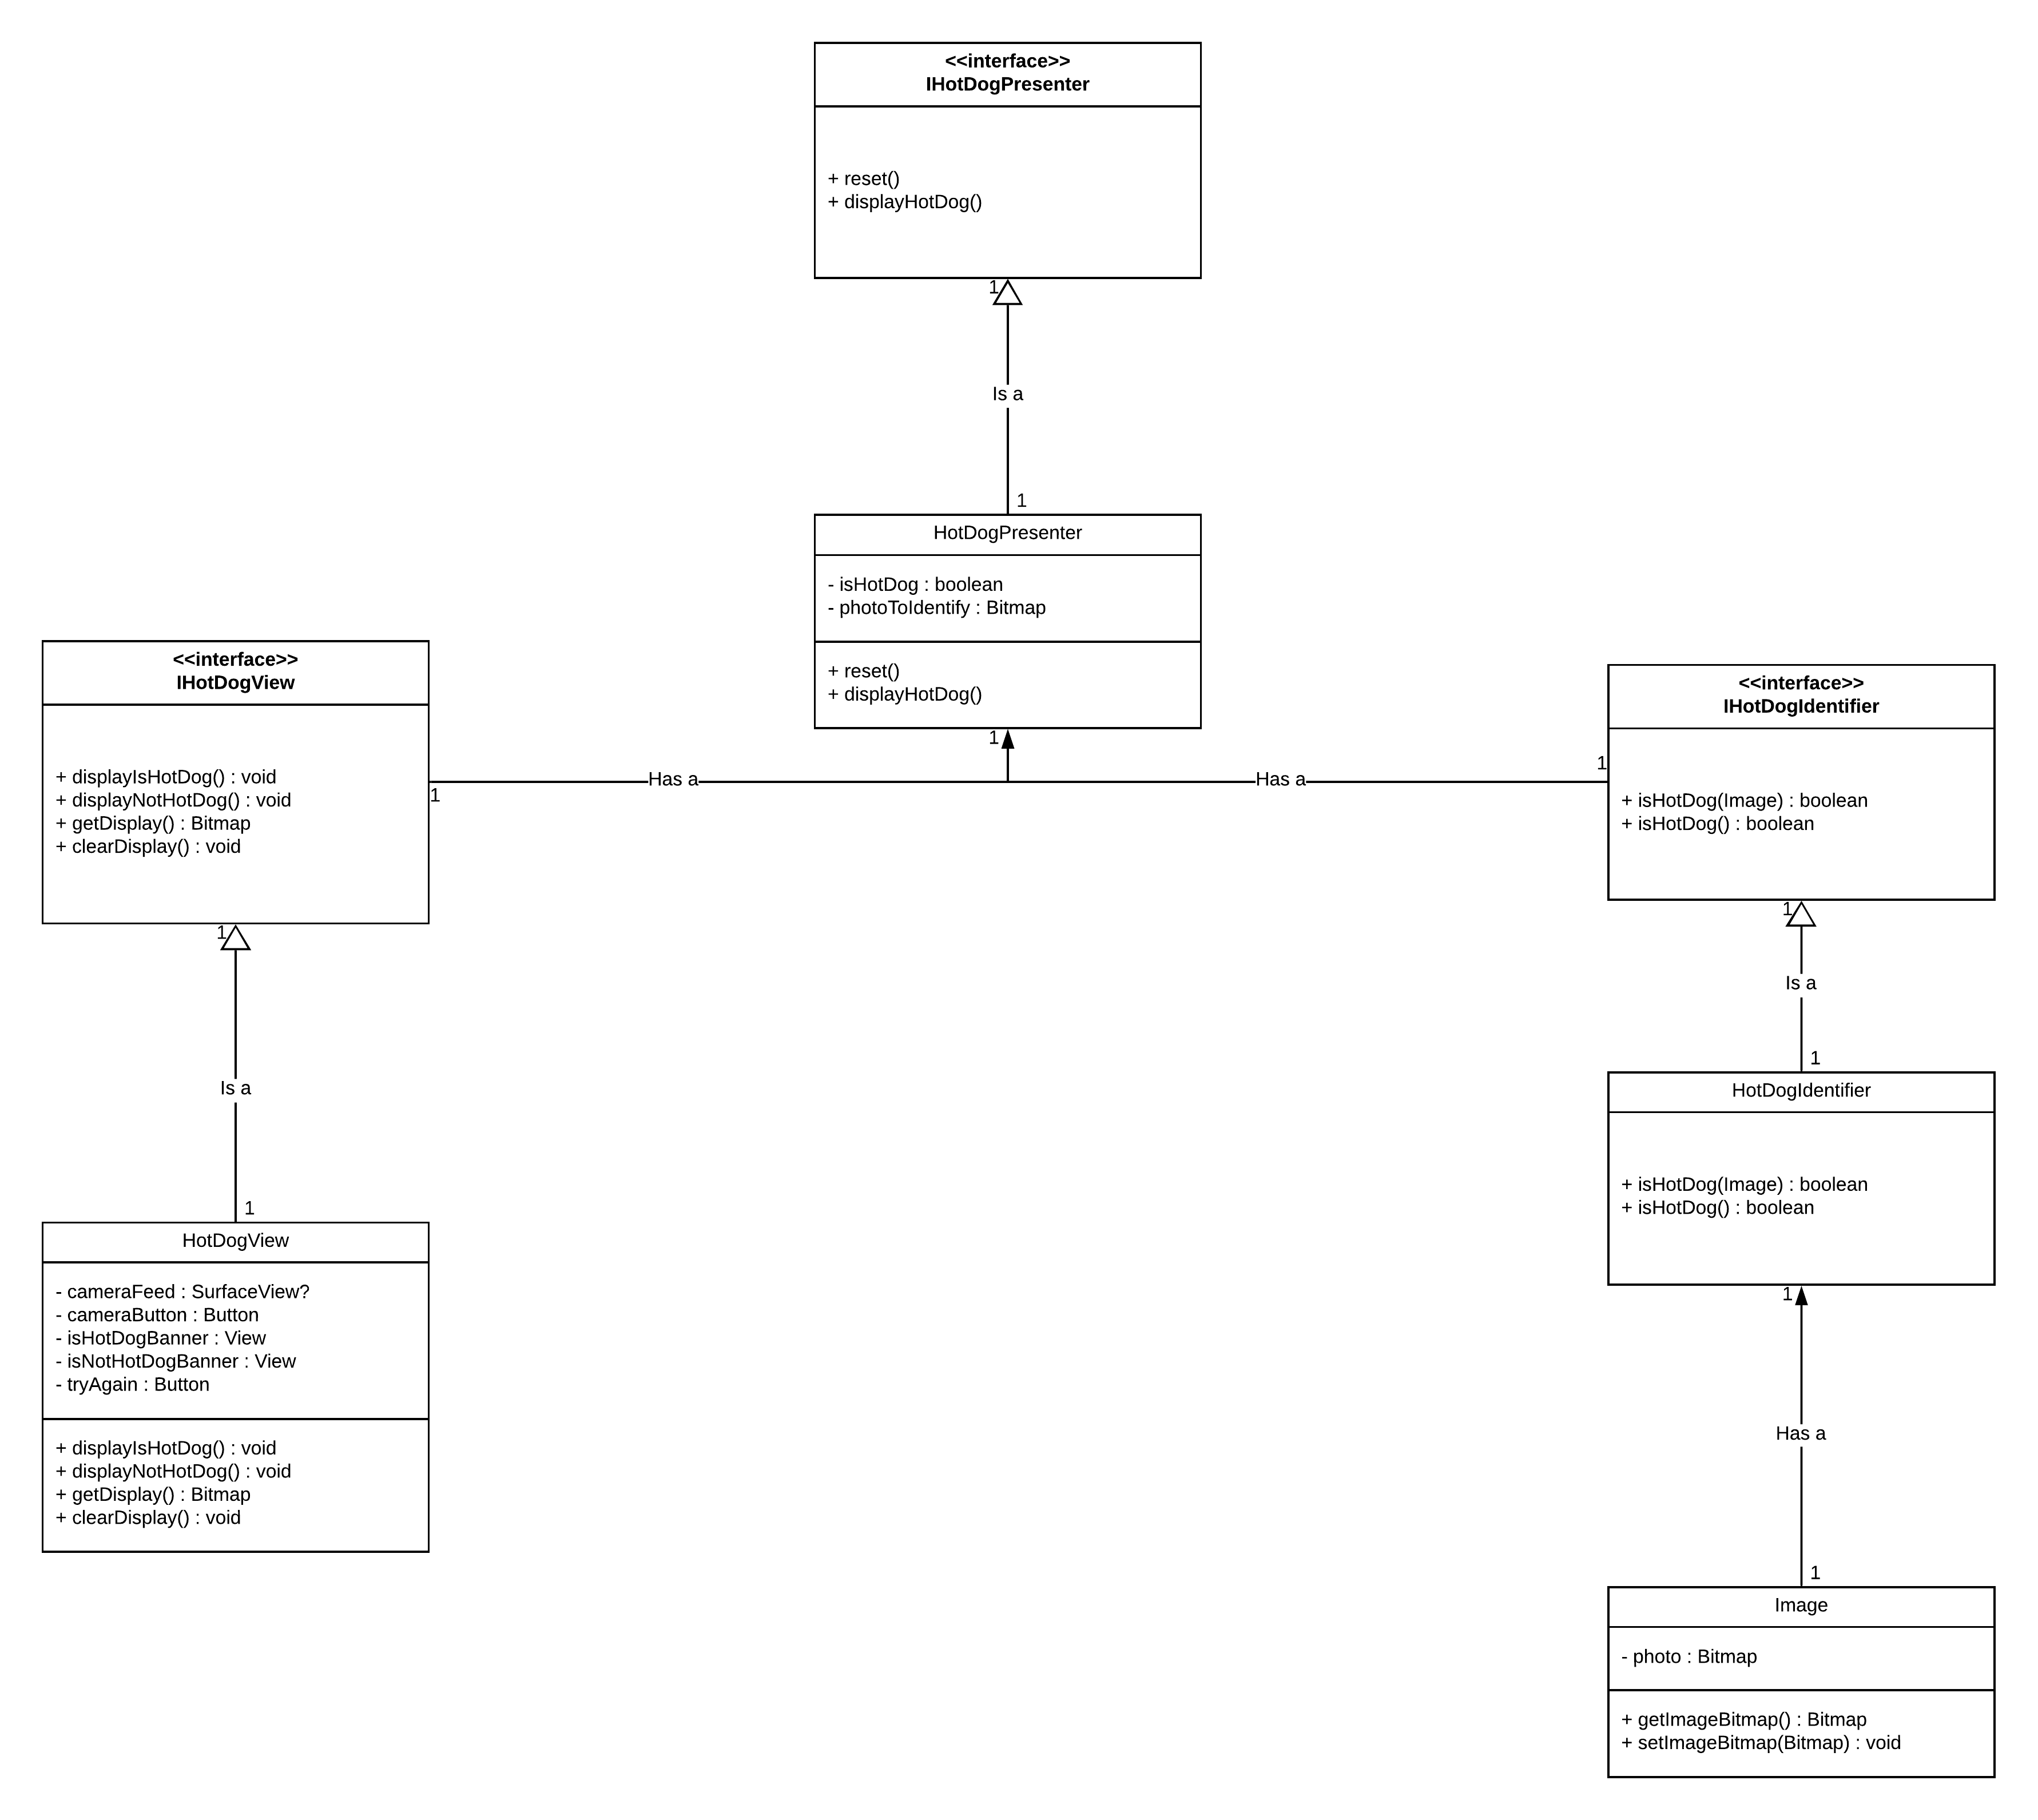 <<interface>>
IHotDogPresenter
+ reset()
+ displayHotDog()
1
Is a
1
HotDogPresenter
- isHotDog : boolean
- photoToIdentify : Bitmap
+ reset()
+ displayHotDog()
1
<<interface>>
IHotDogView
+ displayIsHotDog() : void
+ displayNotHotDog() : void
+ getDisplay() : Bitmap
+ clearDisplay() : void
1
Has a
Has a
1
<<interface>>
IHotDogIdentifier
+ isHotDog(Image) : boolean
+ isHotDog() : boolean
1
Is a
1
HotDogView
- cameraFeed : SurfaceView?
- cameraButton : Button
- isHotDogBanner : View
- isNotHotDogBanner : View
- tryAgain : Button
+ displayIsHotDog() : void
+ displayNotHotDog() : void
+ getDisplay() : Bitmap
+ clearDisplay() : void
1
Is a
1
HotDogIdentifier
+ isHotDog(Image) : boolean
+ isHotDog() : boolean
1
Has a
1
Image
- photo : Bitmap
+ getImageBitmap() : Bitmap
+ setImageBitmap(Bitmap) : void